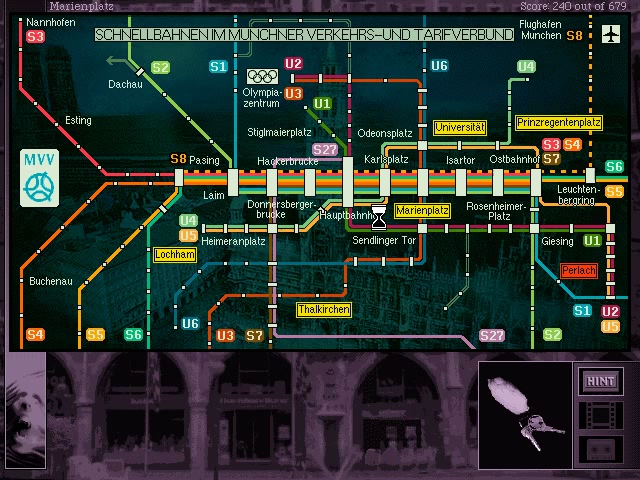 Marienplatz
Score: 240 out of 679
Nannhofen
S3
SCHNELLBAHNEN IM MÜNCHNER VERKEHRS-UND TARIFVERBUND
Flughafen
Munchen
S8
S2
S1
U2
U6
U4
Dachau
Olympia-
zentrum
U3
U1
Esting
Stiglmaierplatz
Odeonsplatz
Universität
Prinzregentenplatz
S27
S3 S4
MVV
S8 Pasing
Hackerbrucke
Karlsplatz
Isartor
Ostbahnhof
S7
S6
Laim
Leuchten-
bergring
S5
Donnersberger-
brucke
Hauptbahnhof
Marienplatz
Rosenheimer-
Platz
U4
U5
Heimeranplatz
Sendlinger Tor
Giesing
U1
Lochham
Perlach
Buchenau
Thalkirchen
S1
U2
U5
S4
S5
S6
U6
U3
S7
S27
S2
HINT